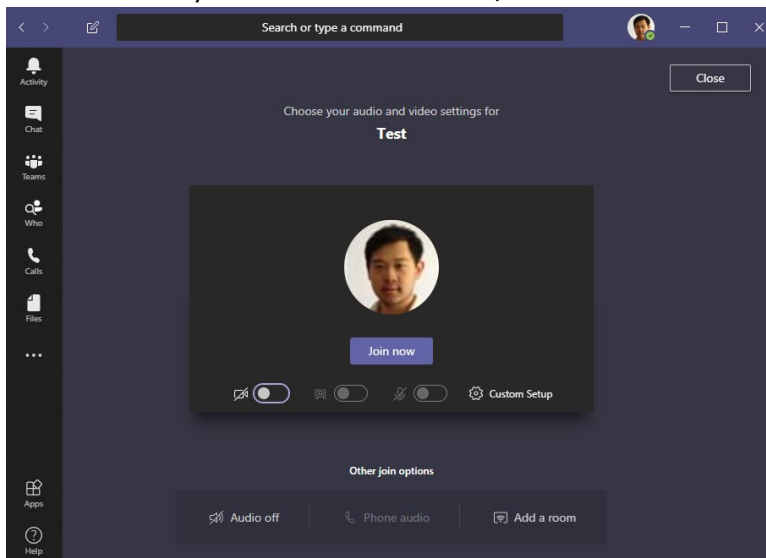 Search or type a command
Activity
Chat
Teams
Who
Calls
Files
Apps
Help
Close
Choose your audio and video settings for
Test
Join now
Custom Setup
Other join options
Audio off
Phone audio
Add a room